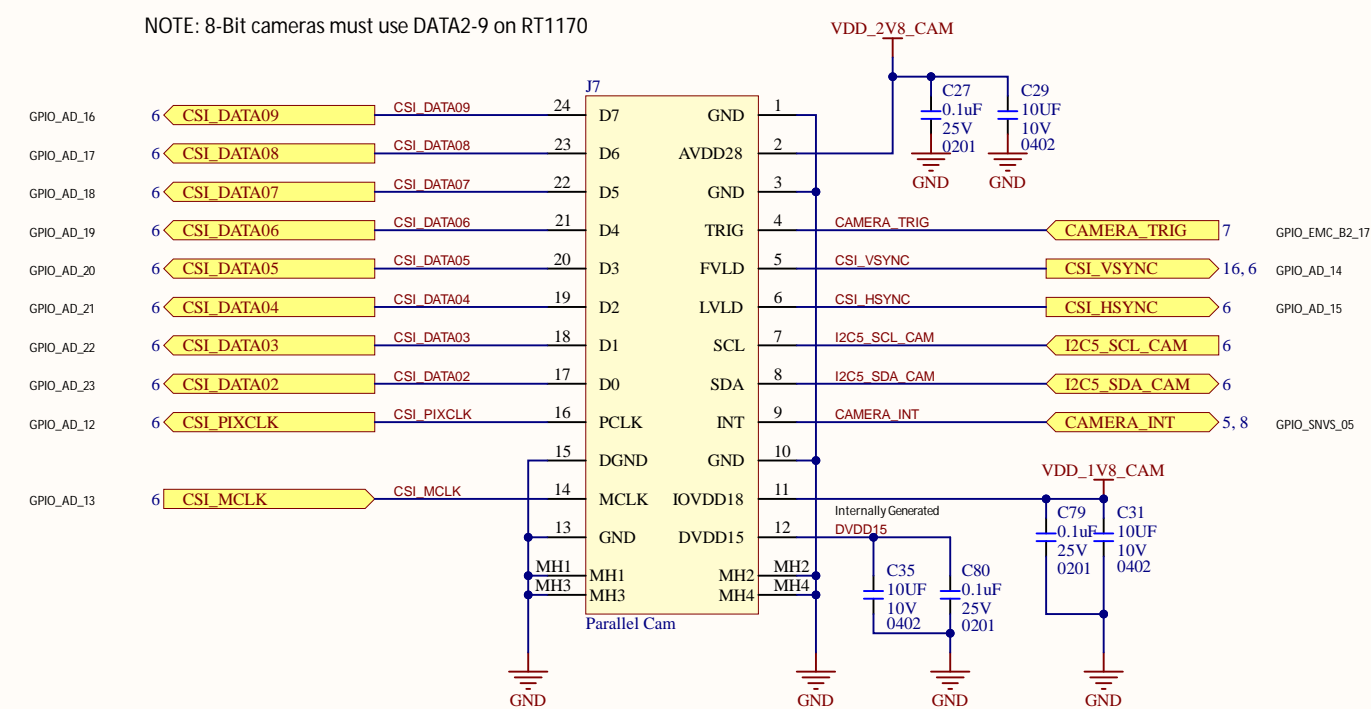 NOTE: 8-Bit cameras must use DATA2-9 on RT1170
VDD_2V8_CAM
J7
C27
0.1uF
25V
0201
C29
10UF
10V
0402
GND
GND
GPIO_AD_16 6 CSI_DATA09 CSI_DATA09 24 D7
GPIO_AD_17 6 CSI_DATA08 CSI_DATA08 23 D6
GPIO_AD_18 6 CSI_DATA07 CSI_DATA07 22 D5
GPIO_AD_19 6 CSI_DATA06 CSI_DATA06 21 D4
GPIO_AD_20 6 CSI_DATA05 CSI_DATA05 20 D3
GPIO_AD_21 6 CSI_DATA04 CSI_DATA04 19 D2
GPIO_AD_22 6 CSI_DATA03 CSI_DATA03 18 D1
GPIO_AD_23 6 CSI_DATA02 CSI_DATA02 17 D0
GPIO_AD_12 6 CSI_PIXCLK CSI_PIXCLK 16 PCLK
15 DGND
GPIO_AD_13 6 CSI_MCLK CSI_MCLK 14 MCLK
13 GND
MH1 MH1
MH3 MH3
GND 1
AVDD28 2
GND 3
TRIG 4 CAMERA_TRIG CAMERA_TRIG 7 GPIO_EMC_B2_17
FVLD 5 CSI_VSYNC CSI_VSYNC 16, 6 GPIO_AD_14
LVLD 6 CSI_HSYNC CSI_HSYNC 6 GPIO_AD_15
SCL 7 I2C5_SCL_CAM I2C5_SCL_CAM 6
SDA 8 I2C5_SDA_CAM I2C5_SDA_CAM 6
INT 9 CAMERA_INT CAMERA_INT 5, 8 GPIO_SNVS_05
GND 10
VDD_1V8_CAM
IOVDD18 11
Internally Generated
DVDD15 12 DVDD15
MH2 MH2
MH4 MH4
Parallel Cam
C79
0.1uF
25V
0201
C31
10UF
10V
0402
C35
10UF
10V
0402
C80
0.1uF
25V
0201
GND
GND
GND
GND